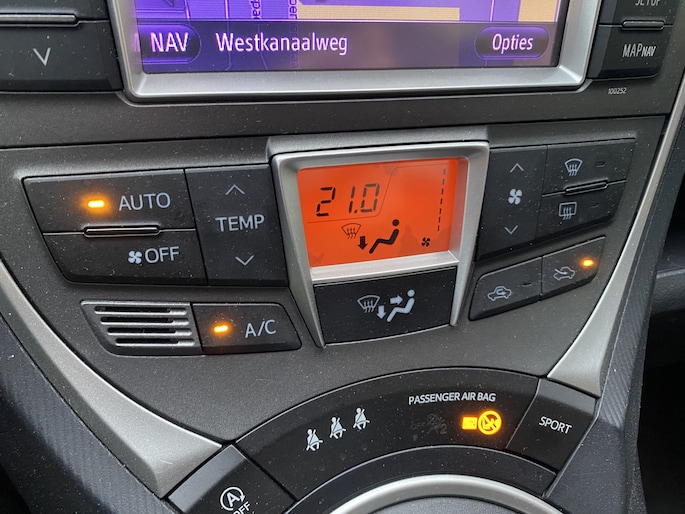 SETUP
NAV
Westkanaalweg
Opties
MAP NAV
100252
AUTO
OFF
TEMP
21.0
A/C
PASSENGER AIR BAG
SPORT
A
OFF